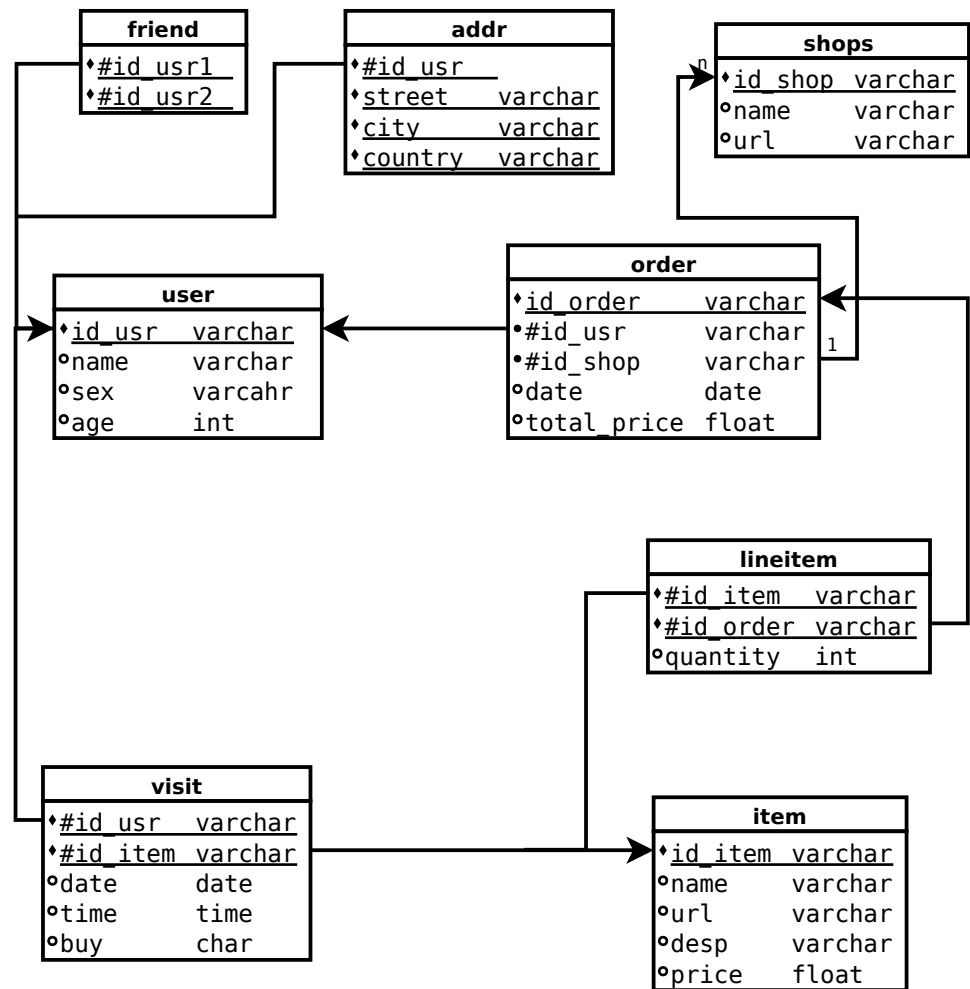 friend
#id_usr1
#id_usr2
addr
#id_usr
street varchar
city varchar
country varchar
shops
n
id_shop varchar
name varchar
url varchar
user
id_usr varchar
name varchar
sex varcahr
age int
order
id_order varchar
#id_usr varchar
#id_shop varchar
date date
total_price float
1
lineitem
#id_item varchar
#id_order varchar
quantity int
visit
#id_usr varchar
#id_item varchar
date date
time time
buy char
item
id_item varchar
name varchar
url varchar
desp varchar
price float